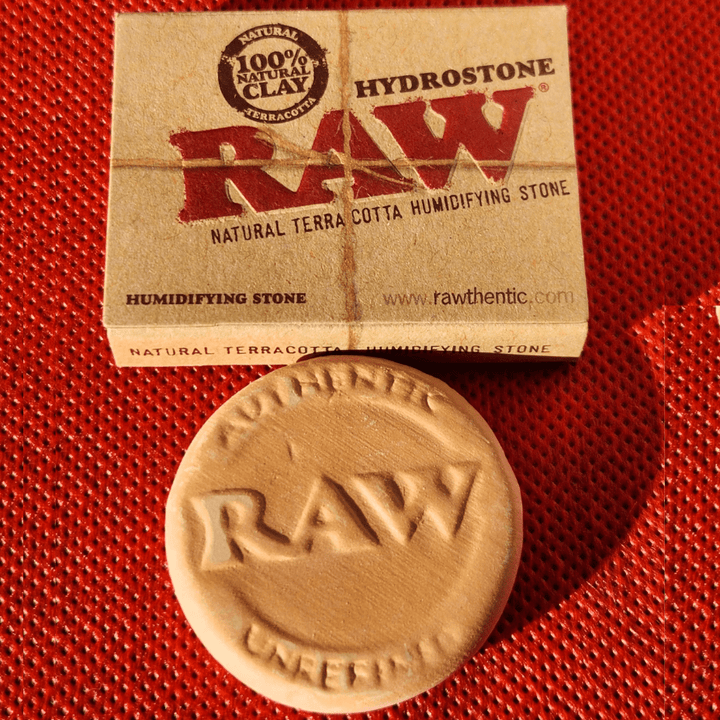 NATURAL
100%
NATURAL
CLAY
TERRACOTTA
HYDROSTONE
RAW®
NATURAL TERRA COTTA HUMIDIFYING STONE
HUMIDIFYING STONE
www.rawthentic.com
NATURAL TERRACOTTA HUMIDIFYING STONE
AUTHENTIC
RAW
UNREFINED